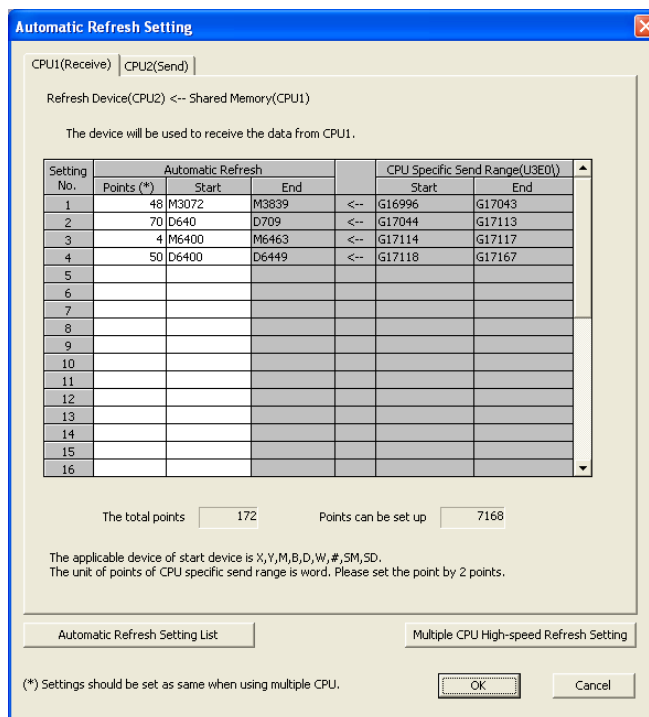 Automatic Refresh Setting
CPU1(Receive) CPU2(Send)
Refresh Device(CPU2) <-- Shared Memory(CPU1)
The device will be used to receive the data from CPU1.
Setting No. Automatic Refresh CPU Specific Send Range(U3E0\)
Points (*) Start End Start End
1 48 M3072 M3839 <-- G16996 G17043
2 70 D640 D709 <-- G17044 G17113
3 4 M6400 M6463 <-- G17114 G17117
4 50 D6400 D6449 <-- G17118 G17167
5
6
7
8
9
10
11
12
13
14
15
16
The total points 172 Points can be set up 7168
The applicable device of start device is X,Y,M,B,D,W,#,SM,SD.
The unit of points of CPU specific send range is word. Please set the point by 2 points.
Automatic Refresh Setting List Multiple CPU High-speed Refresh Setting
(*) Settings should be set as same when using multiple CPU. OK Cancel